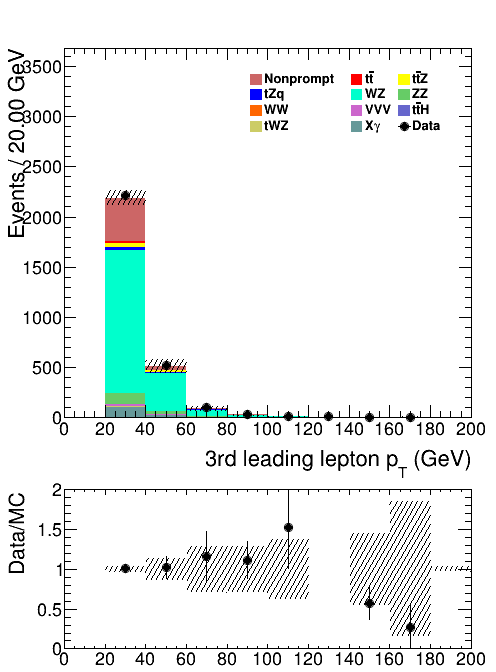 Events / 20.00 GeV
3500
3000
2500
2000
1500
1000
500
0
Nonprompt tt̄ tt̄Z
tZq WZ ZZ
WW VVV tt̄H
tWZ Xγ Data
0 20 40 60 80 100 120 140 160 180 200
3rd leading lepton p_T (GeV)
Data/MC
2
1.5
1
0.5
0
0 20 40 60 80 100 120 140 160 180 200